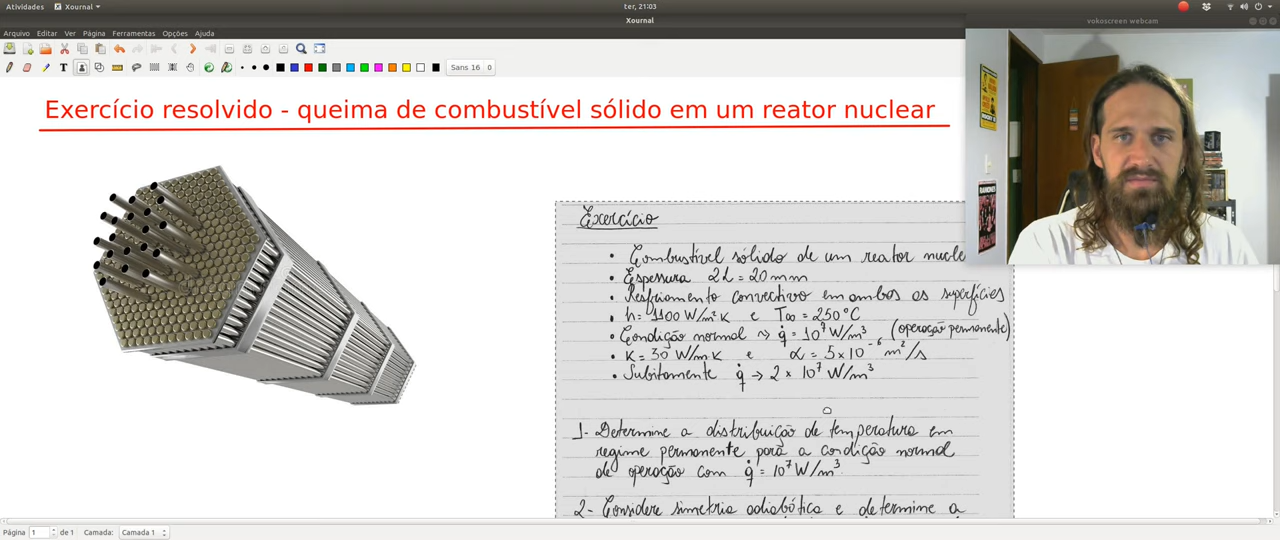 Atividades Xournal ter, 21:03
Xournal
vokoscreen webcam
Arquivo Editar Ver Página Ferramentas Opções Ajuda
T Sans 16 0
Exercício resolvido - queima de combustível sólido em um reator nuclear
Exercício
• Combustível sólido de um reator nucle
• Espessura 2L = 20 mm
• Resfriamento convectivo em ambos as superfícies
• h = 1100 W/m²K e T∞ = 250°C
• Condição normal ⇝ q̇ = 10⁷ W/m³ (operação permanente)
• K = 30 W/m·K e α = 5 x 10⁻⁶ m²/s
• Subitamente q̇ → 2 x 10⁷ W/m³
1- Determine a distribuição de temperatura em
regime permanente para a condição normal
de operação com q̇ = 10⁷ W/m³.
2- Considere simetria adiabática e determine a
RAMONES
Página 1 de 1 Camada: Camada 1